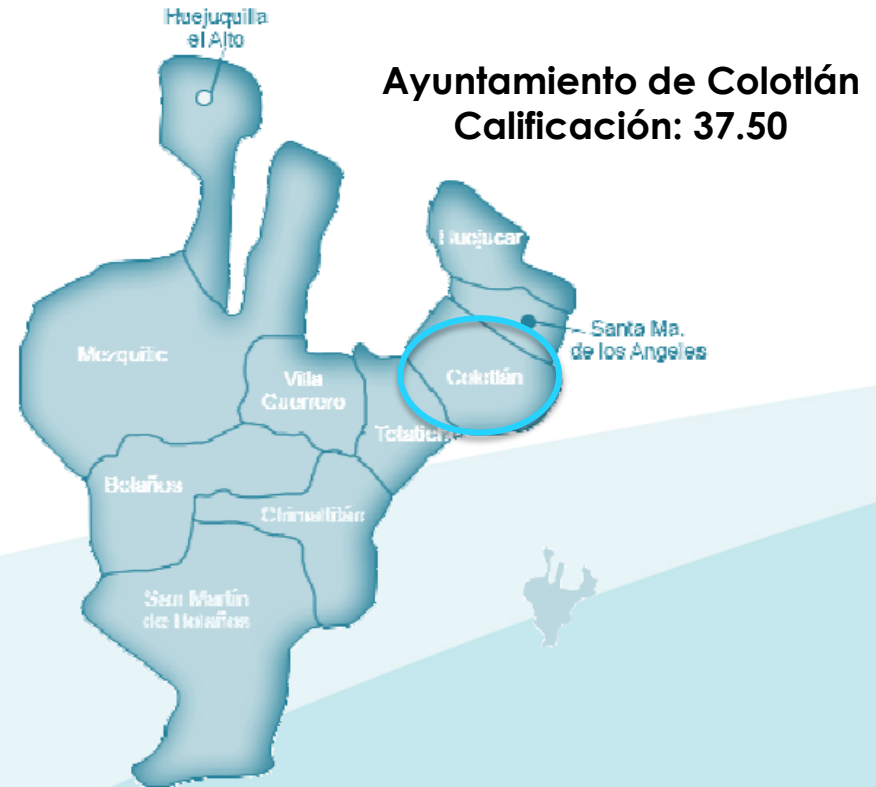 Huejuquilla
el Alto
Ayuntamiento de Colotlán
Calificación: 37.50
Huejucar
Santa Ma.
de los Angeles
Mezquitic
Villa
Guerrero
Colotlán
Totatiche
Bolaños
Chimaltitán
San Martín
de Bolaños